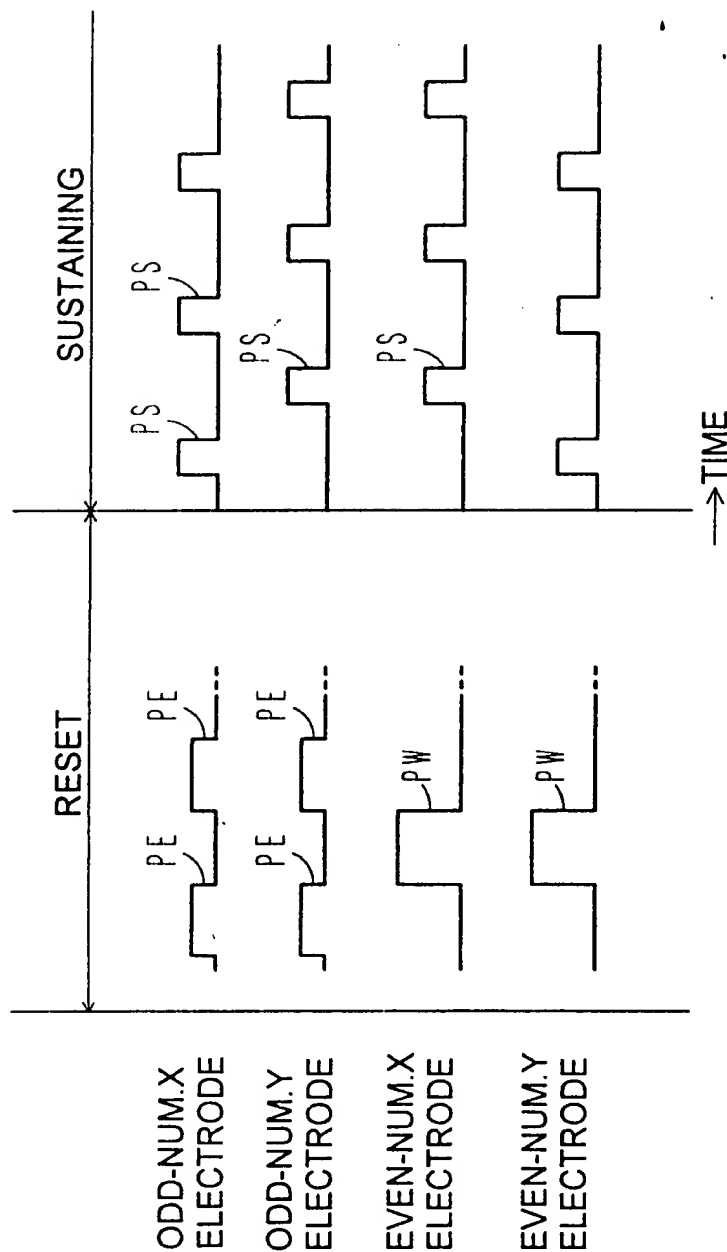 RESET
SUSTAINING
ODD-NUM.X
ELECTRODE
PE
PE
PS
PS
ODD-NUM.Y
ELECTRODE
PE
PE
PS
EVEN-NUM.X
ELECTRODE
PW
PS
EVEN-NUM.Y
ELECTRODE
PW
TIME